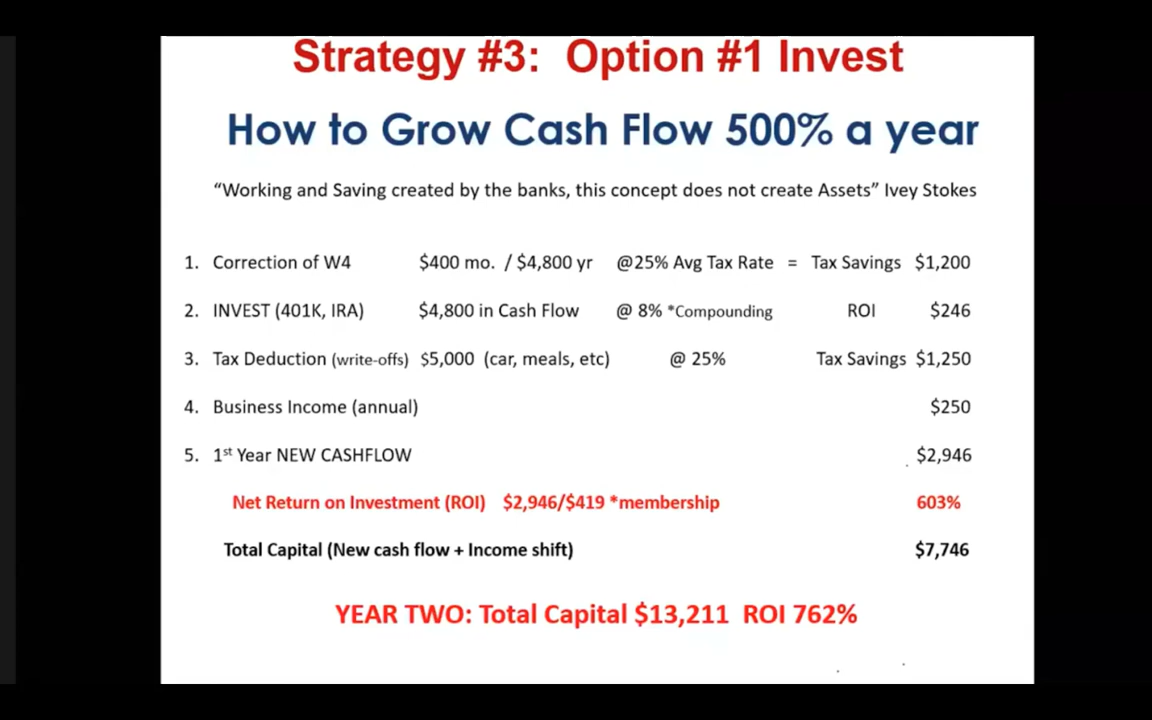 Strategy #3: Option #1 Invest
How to Grow Cash Flow 500% a year
“Working and Saving created by the banks, this concept does not create Assets” Ivey Stokes
1. Correction of W4 $400 mo. / $4,800 yr @25% Avg Tax Rate = Tax Savings $1,200
2. INVEST (401K, IRA) $4,800 in Cash Flow @ 8% *Compounding ROI $246
3. Tax Deduction (write-offs) $5,000 (car, meals, etc) @ 25% Tax Savings $1,250
4. Business Income (annual) $250
5. 1st Year NEW CASHFLOW $2,946
Net Return on Investment (ROI) $2,946/$419 *membership 603%
Total Capital (New cash flow + Income shift) $7,746
YEAR TWO: Total Capital $13,211 ROI 762%